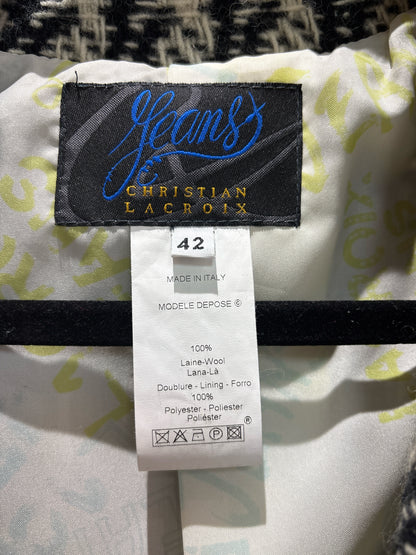 Jeans
CHRISTIAN
LACROIX
42
MADE IN ITALY
MODELE DEPOSE ©
100%
Laine-Wool
Lana-Là
Doublure - Lining - Forro
100%
Polyester - Poliester
Poliéster
®